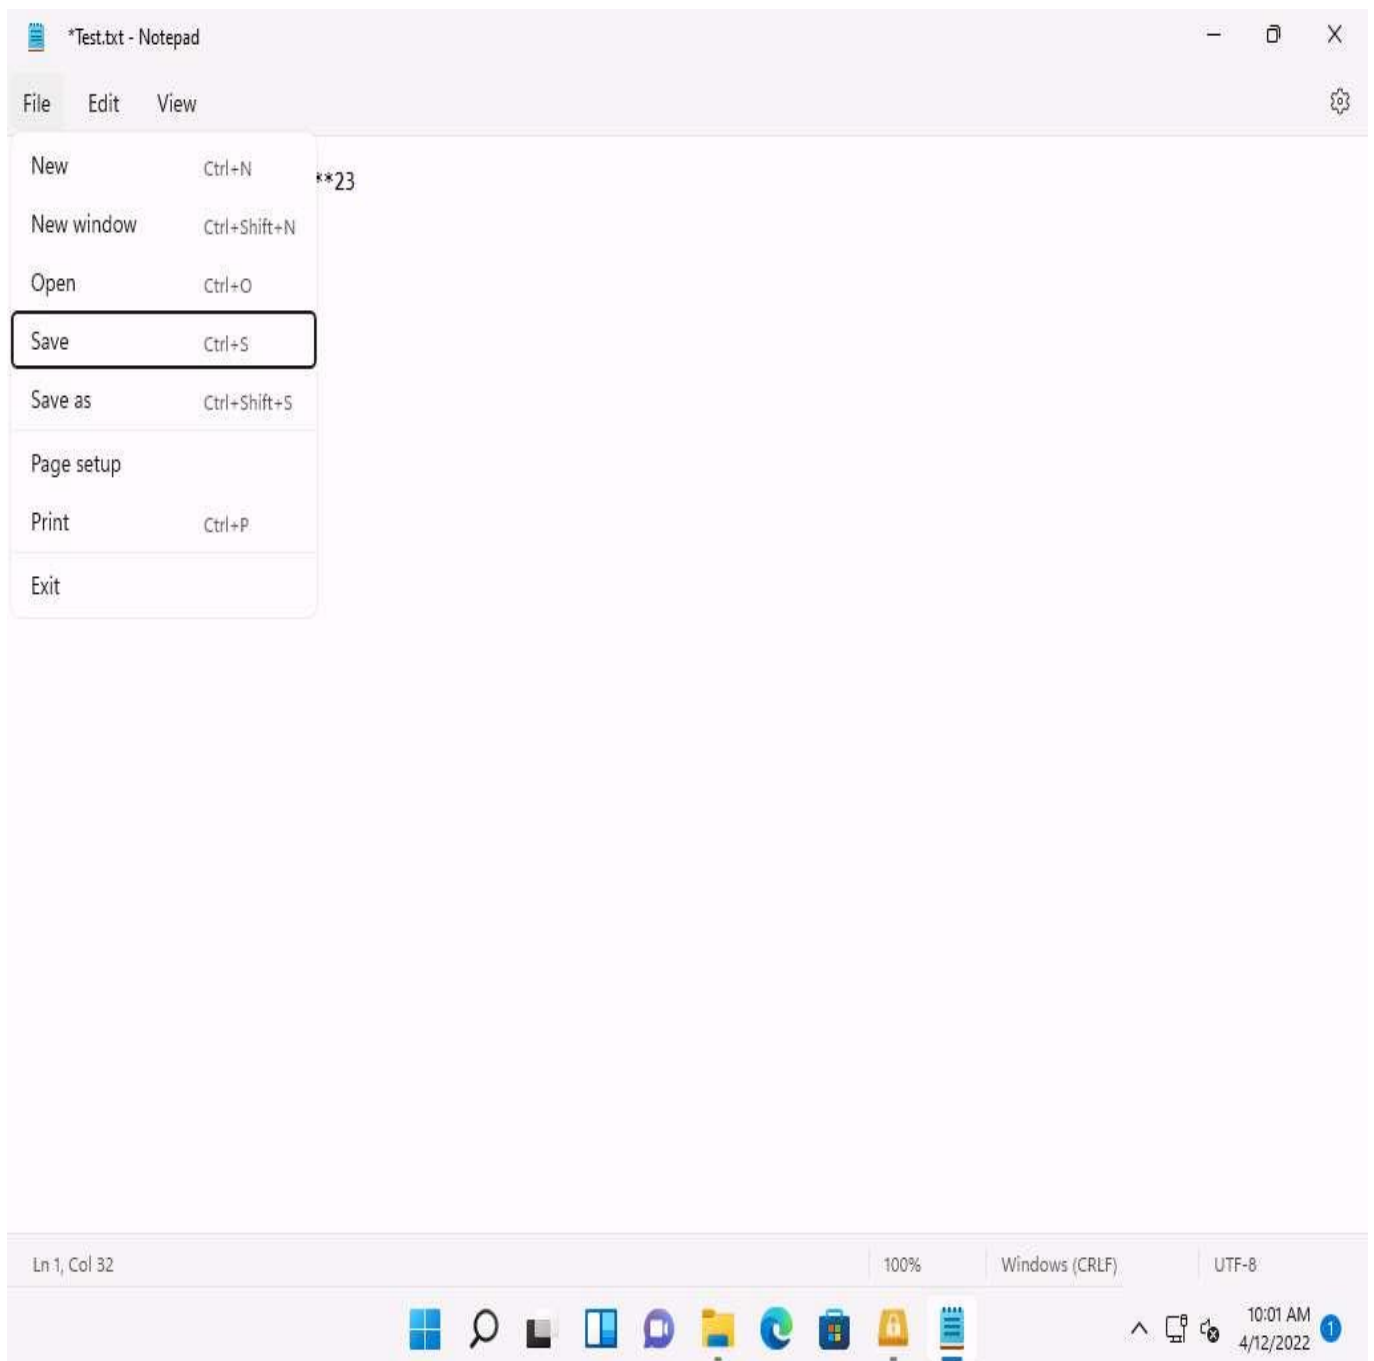 *Test.txt - Notepad
File Edit View
New Ctrl+N
**23
New window Ctrl+Shift+N
Open Ctrl+O
Save Ctrl+S
Save as Ctrl+Shift+S
Page setup
Print Ctrl+P
Exit
Ln 1, Col 32 100% Windows (CRLF) UTF-8
10:01 AM
4/12/2022 1